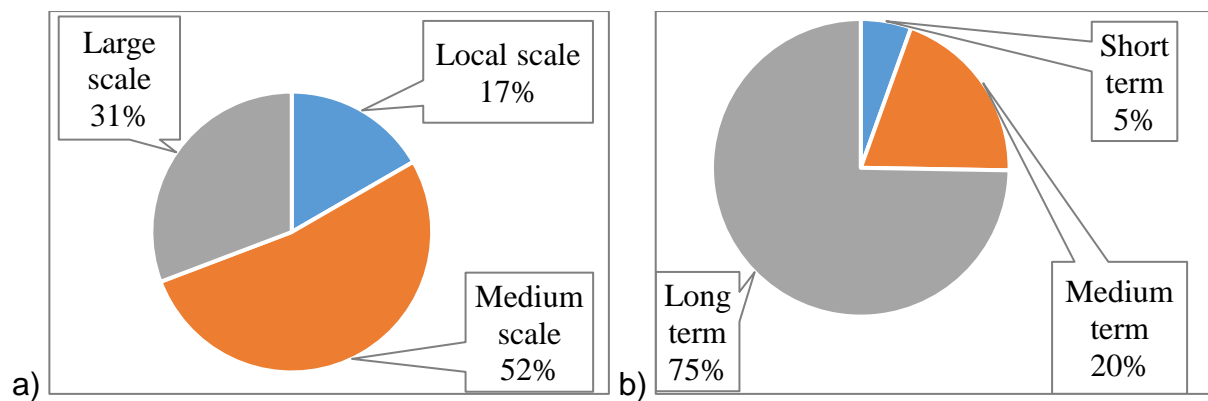 Large
scale
31%
Local scale
17%
Medium
scale
52%
a)
Short
term
5%
Medium
term
20%
Long
term
75%
b)